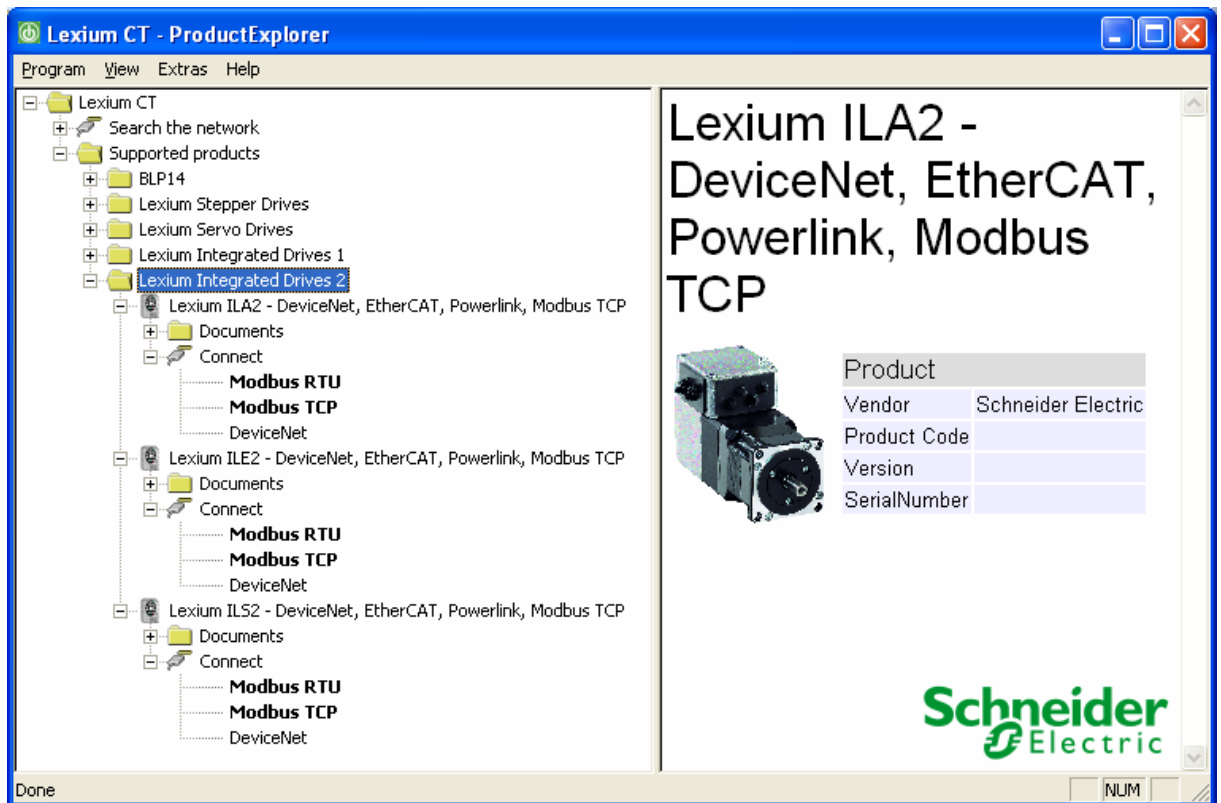 Lexium CT - ProductExplorer
Program View Extras Help
Lexium CT
Search the network
Supported products
BLP14
Lexium Stepper Drives
Lexium Servo Drives
Lexium Integrated Drives 1
Lexium Integrated Drives 2
Lexium ILA2 - DeviceNet, EtherCAT, Powerlink, Modbus TCP
Documents
Connect
Modbus RTU
Modbus TCP
DeviceNet
Lexium ILE2 - DeviceNet, EtherCAT, Powerlink, Modbus TCP
Documents
Connect
Modbus RTU
Modbus TCP
DeviceNet
Lexium ILS2 - DeviceNet, EtherCAT, Powerlink, Modbus TCP
Documents
Connect
Modbus RTU
Modbus TCP
DeviceNet
Lexium ILA2 -
DeviceNet, EtherCAT,
Powerlink, Modbus
TCP
Product
Vendor Schneider Electric
Product Code
Version
SerialNumber
Schneider
Electric
Done NUM